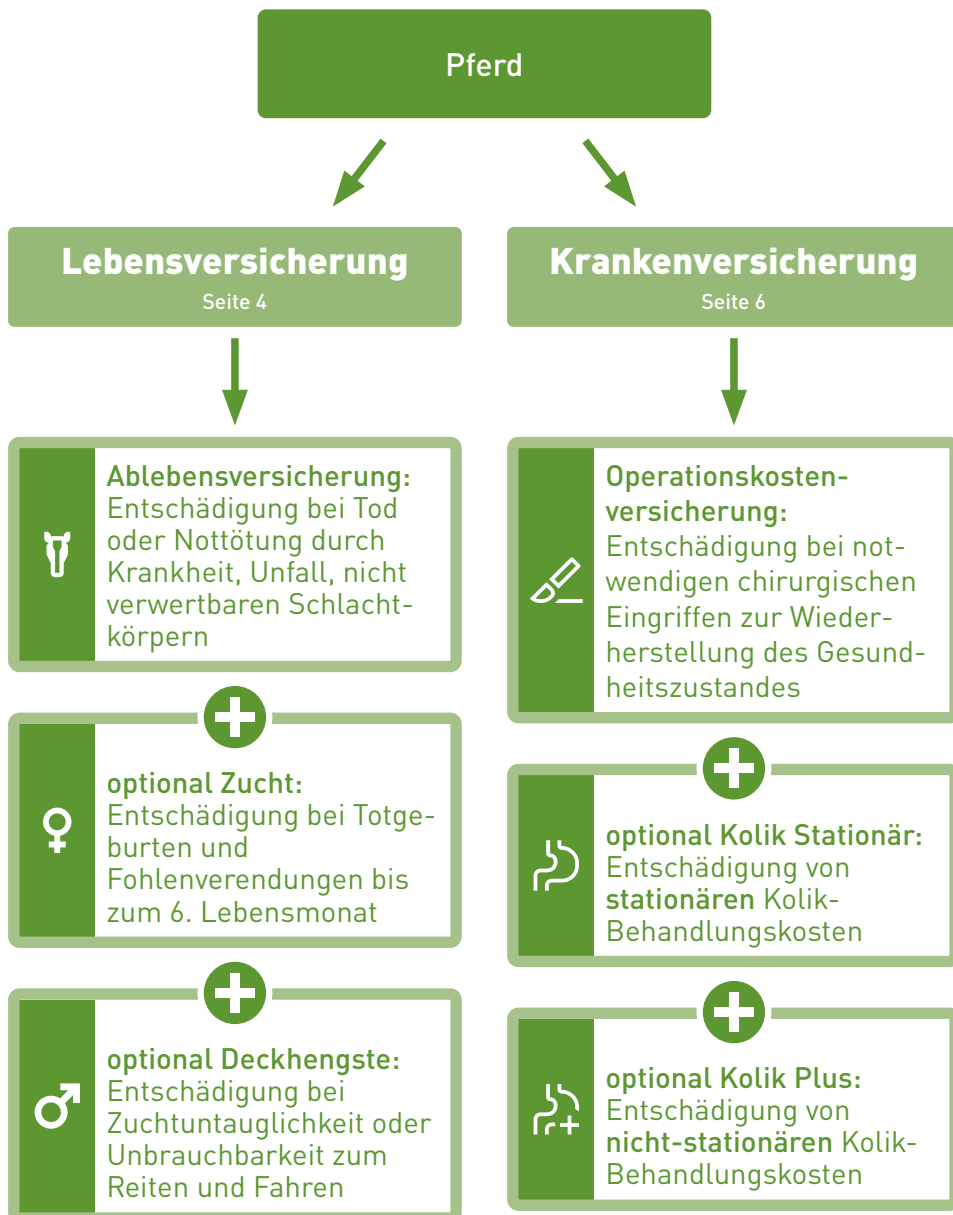 Pferd
Lebensversicherung
Seite 4
Krankenversicherung
Seite 6
Ablebensversicherung:
Entschädigung bei Tod
oder Nottötung durch
Krankheit, Unfall, nicht
verwertbaren Schlacht-
körpern
optional Zucht:
Entschädigung bei Totge-
burten und
Fohlenverendungen bis
zum 6. Lebensmonat
optional Deckhengste:
Entschädigung bei
Zuchtuntauglichkeit oder
Unbrauchbarkeit zum
Reiten und Fahren
Operationskosten-
versicherung:
Entschädigung bei not-
wendigen chirurgischen
Eingriffen zur Wieder-
herstellung des Gesund-
heitszustandes
optional Kolik Stationär:
Entschädigung von
stationären Kolik-
Behandlungskosten
optional Kolik Plus:
Entschädigung von
nicht-stationären Kolik-
Behandlungskosten